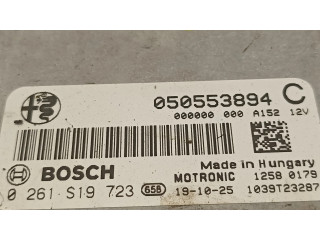 050553894 C
000000 000 A152 12V
BOSCH
Made in Hungary
MOTRONIC 1258 0179
0 261 S19 723 658 19-10-25 1039T23287